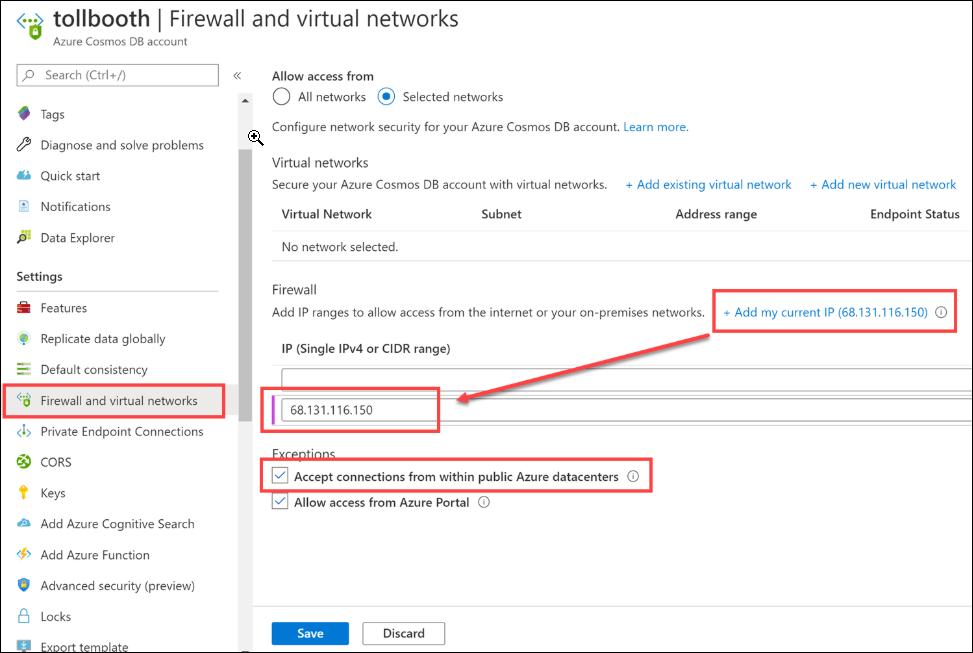 tollbooth | Firewall and virtual networks
Azure Cosmos DB account
Search (Ctrl+/)
«
Tags
Diagnose and solve problems
Quick start
Notifications
Data Explorer
Settings
Features
Replicate data globally
Default consistency
Firewall and virtual networks
Private Endpoint Connections
CORS
Keys
Add Azure Cognitive Search
Add Azure Function
Advanced security (preview)
Locks
Export template
Allow access from
All networks Selected networks
Configure network security for your Azure Cosmos DB account. Learn more.
Virtual networks
Secure your Azure Cosmos DB account with virtual networks. + Add existing virtual network + Add new virtual network
Virtual Network Subnet Address range Endpoint Status
No network selected.
Firewall
Add IP ranges to allow access from the internet or your on-premises networks. + Add my current IP (68.131.116.150)
IP (Single IPv4 or CIDR range)
68.131.116.150
Exceptions
Accept connections from within public Azure datacenters
Allow access from Azure Portal
Save Discard